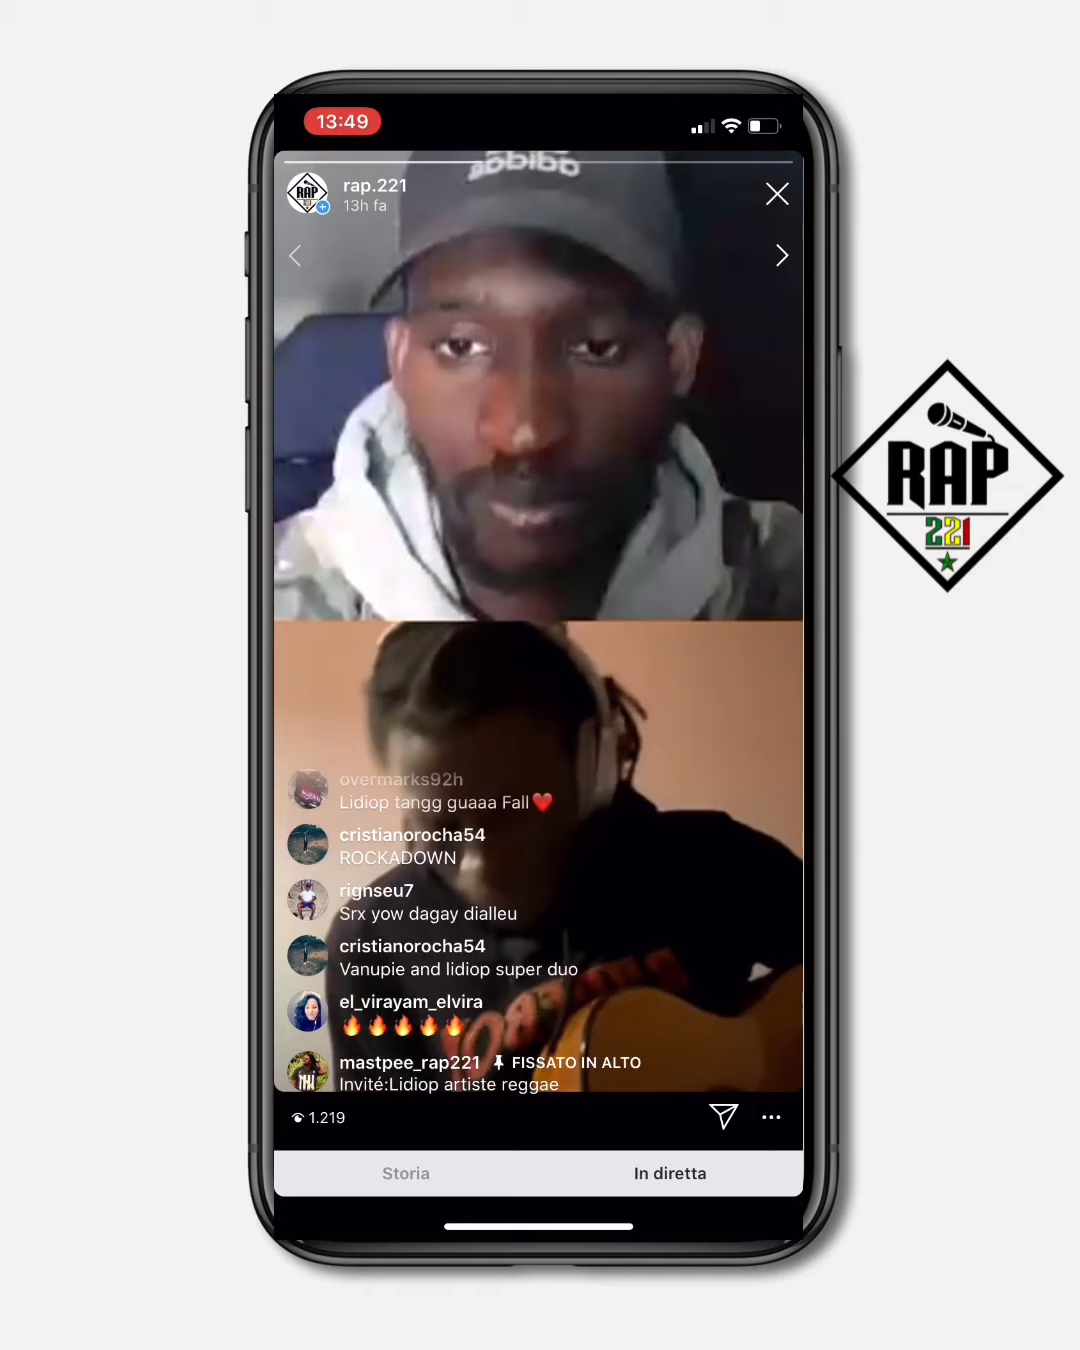 13:49
rap.221
13h fa
RAP
221
overmarks92h
Lidiop tangg guaaa Fall❤️
cristianorocha54
ROCKADOWN
rignseu7
Srx yow dagay dialleu
cristianorocha54
Vanupie and lidiop super duo
el_virayam_elvira
🔥🔥🔥🔥🔥
mastpee_rap221 📌 FISSATO IN ALTO
Invité:Lidiop artiste reggae
1.219
Storia
In diretta